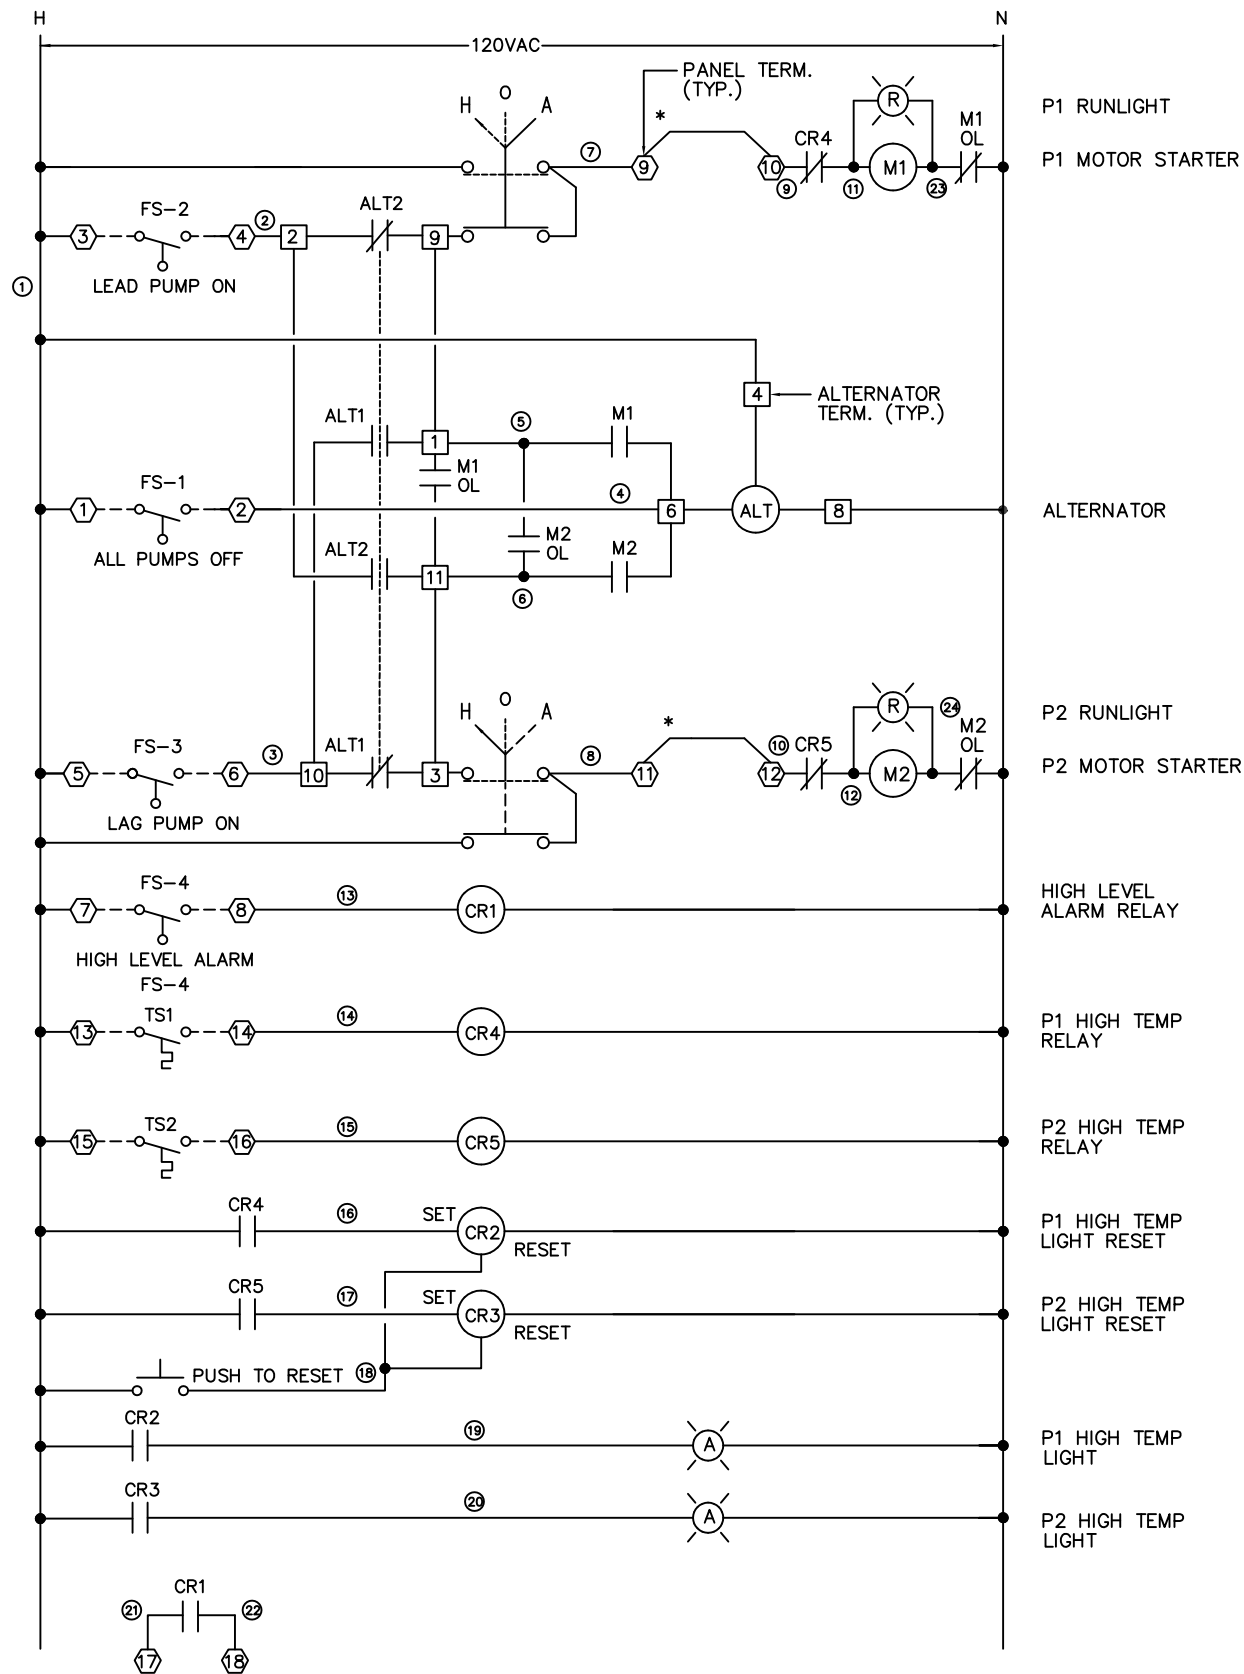 H
N
120VAC
PANEL TERM.
(TYP.)
H O A
*
R
P1 RUNLIGHT
CR4
M1
OL
7
9
10
9
11
M1
23
P1 MOTOR STARTER
FS-2
ALT2
3
4
2
2
9
LEAD PUMP ON
1
4
ALTERNATOR
TERM. (TYP.)
ALT1
1
5
M1
M1
OL
FS-1
1
2
4
6
ALT
8
ALTERNATOR
ALL PUMPS OFF
ALT2
M2
OL
M2
11
6
H O A
*
R
24
P2 RUNLIGHT
FS-3
ALT1
10
CR5
M2
OL
5
6
3
10
3
8
11
12
12
M2
P2 MOTOR STARTER
LAG PUMP ON
FS-4
7
8
13
CR1
HIGH LEVEL
ALARM RELAY
HIGH LEVEL ALARM
FS-4
TS1
13
14
14
CR4
P1 HIGH TEMP
RELAY
TS2
15
16
15
CR5
P2 HIGH TEMP
RELAY
CR4
16
SET
CR2
RESET
P1 HIGH TEMP
LIGHT RESET
CR5
17
SET
CR3
RESET
P2 HIGH TEMP
LIGHT RESET
PUSH TO RESET
18
CR2
19
A
P1 HIGH TEMP
LIGHT
CR3
20
A
P2 HIGH TEMP
LIGHT
CR1
21
22
17
18